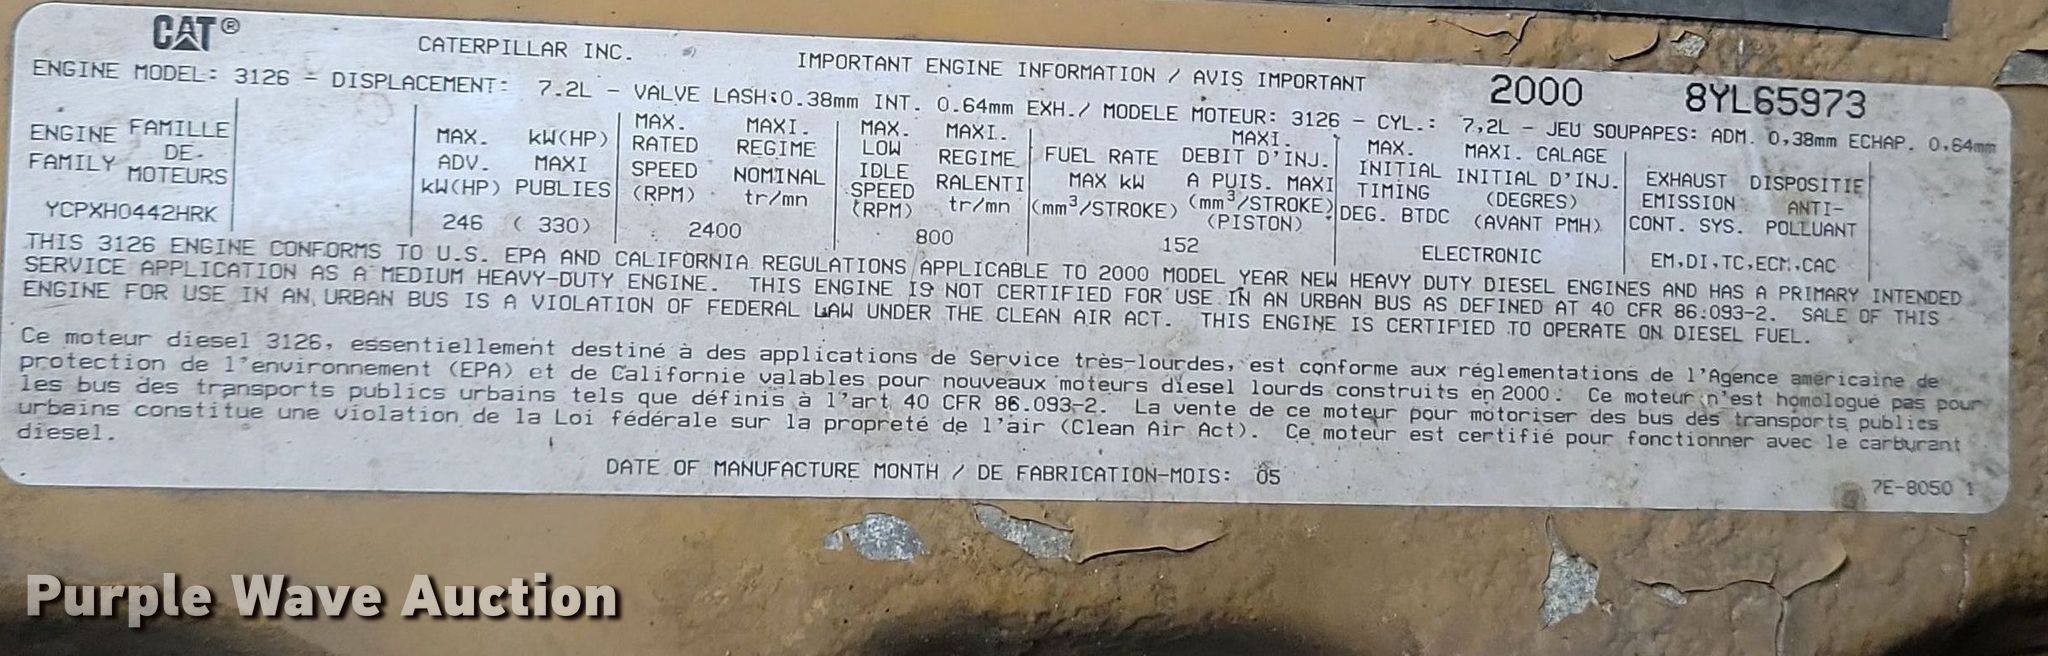 CAT®
CATERPILLAR INC. IMPORTANT ENGINE INFORMATION / AVIS IMPORTANT 2000 8YL65973
ENGINE MODEL: 3126 - DISPLACEMENT: 7.2L - VALVE LASH:0.38mm INT. 0.64mm EXH./ MODELE MOTEUR: 3126 - CYL.: 7,2L - JEU SOUPAPES: ADM. 0,38mm ECHAP. 0,64mm
ENGINE FAMILY
FAMILLE DE- MOTEURS
YCPXH0442HRK
MAX. ADV. kW(HP)
kW(HP) MAXI PUBLIES
246 ( 330)
MAX. RATED SPEED (RPM)
MAXI. REGIME NOMINAL tr/mn
2400
MAX. LOW IDLE SPEED (RPM)
MAXI. REGIME RALENTI tr/mn
800
FUEL RATE MAX kW (mm³/STROKE)
MAXI. DEBIT D'INJ. A PUIS. MAXI (mm³/STROKE) (PISTON)
152
MAX. INITIAL TIMING DEG. BTDC
MAXI. CALAGE INITIAL D'INJ. (DEGRES) (AVANT PMH)
ELECTRONIC
EXHAUST EMISSION CONT. SYS.
DISPOSITIF ANTI- POLLUANT
EM,DI,TC,ECM,CAC
THIS 3126 ENGINE CONFORMS TO U.S. EPA AND CALIFORNIA REGULATIONS APPLICABLE TO 2000 MODEL YEAR NEW HEAVY DUTY DIESEL ENGINES AND HAS A PRIMARY INTENDED
SERVICE APPLICATION AS A MEDIUM HEAVY-DUTY ENGINE. THIS ENGINE IS NOT CERTIFIED FOR USE IN AN URBAN BUS AS DEFINED AT 40 CFR 86.093-2. SALE OF THIS
ENGINE FOR USE IN AN URBAN BUS IS A VIOLATION OF FEDERAL LAW UNDER THE CLEAN AIR ACT. THIS ENGINE IS CERTIFIED TO OPERATE ON DIESEL FUEL.
Ce moteur diesel 3126, essentiellement destiné à des applications de Service très-lourdes, est conforme aux réglementations de l'Agence américaine de
protection de l'environnement (EPA) et de Californie valables pour nouveaux moteurs diesel lourds construits en 2000. Ce moteur n'est homologué pas pour
les bus des transports publics urbains tels que définis à l'art 40 CFR 86.093-2. La vente de ce moteur pour motoriser des bus des transports publics
urbains constitue une violation de la Loi fédérale sur la propreté de l'air (Clean Air Act). Ce moteur est certifié pour fonctionner avec le carburant
diesel.
DATE OF MANUFACTURE MONTH / DE FABRICATION-MOIS: 05
7E-8050 1
Purple Wave Auction